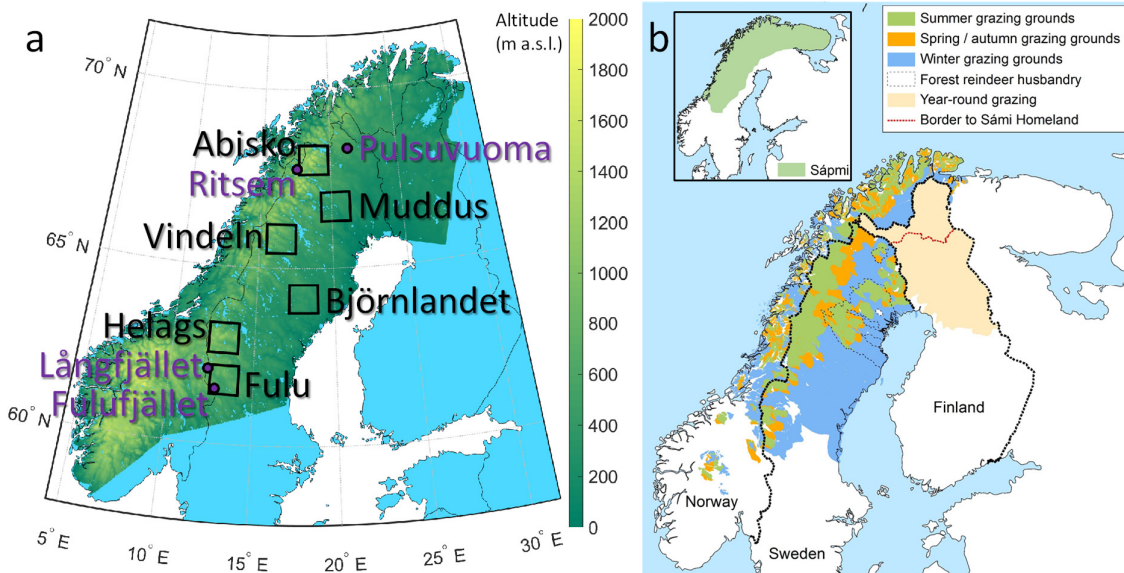 a
Altitude
(m a.s.l.)
2000
1800
1600
1400
1200
1000
800
600
400
200
0
70° N
65° N
60° N
5° E
10° E
15° E
20° E
25° E
30° E
Abisko
Pulsuvuoma
Ritsem
Muddus
Vindeln
Björnlandet
Helags
Långfjället
Fulu
Fulufjället
b
Sápmi
Summer grazing grounds
Spring / autumn grazing grounds
Winter grazing grounds
Forest reindeer husbandry
Year-round grazing
Border to Sámi Homeland
Finland
Norway
Sweden